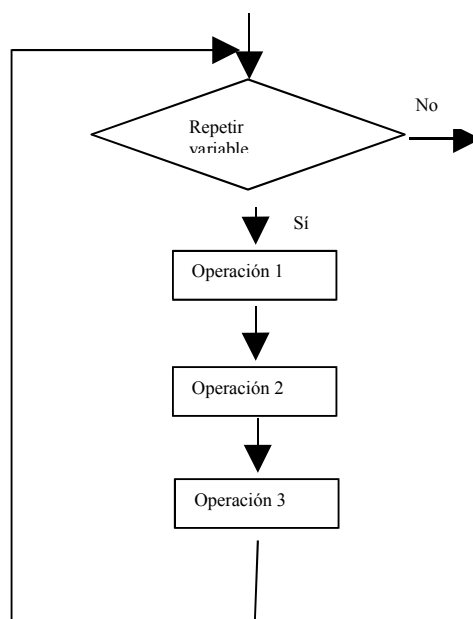 No
Repetir
variable
Sí
Operación 1
Operación 2
Operación 3